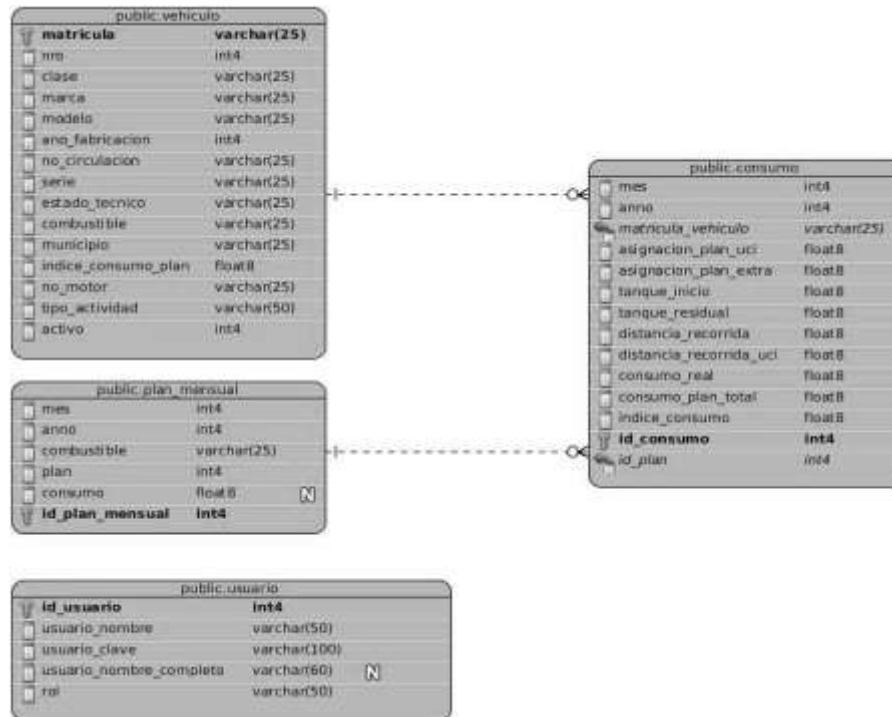 public.vehiculo
matricula varchar(25)
nro int4
clase varchar(25)
marca varchar(25)
modelo varchar(25)
ano_fabricacion int4
no_circulacion varchar(25)
serie varchar(25)
estado_tecnico varchar(25)
combustible varchar(25)
municipio varchar(25)
indice_consumo_plan float8
no_motor varchar(25)
tipo_actividad varchar(50)
activo int4
public.consumo
mes int4
anno int4
matricula_vehiculo varchar(25)
asignacion_plan_uci float8
asignacion_plan_extra float8
tanque_inicio float8
tanque_residual float8
distancia_recorrida float8
distancia_recorrida_uci float8
consumo_real float8
consumo_plan_total float8
indice_consumo float8
id_consumo int4
id_plan int4
public.plan_mensual
mes int4
anno int4
combustible varchar(25)
plan int4
consumo float8 N
id_plan_mensual int4
public.usuario
id_usuario int4
usuario_nombre varchar(50)
usuario_clave varchar(100)
usuario_nombre_completo varchar(60) N
rol varchar(50)